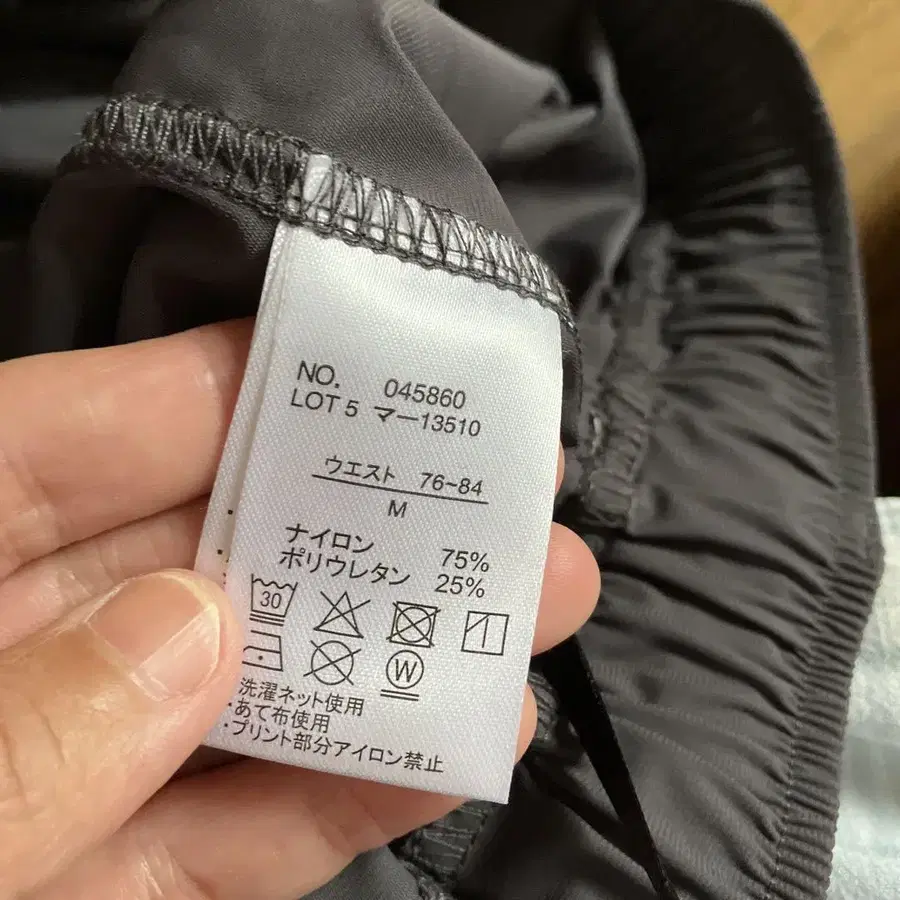 NO. 045860
LOT 5 マー13510
ウエスト 76~84
M
ナイロン 75%
ポリウレタン 25%
30
W
洗濯ネット使用
・あて布使用
・プリント部分アイロン禁止